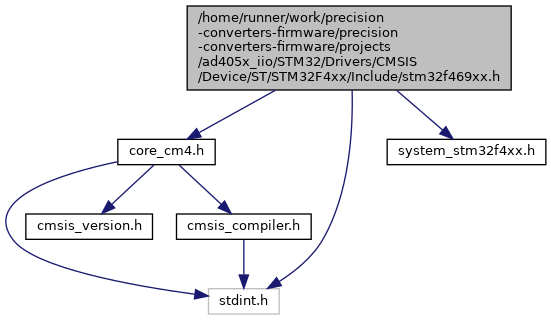 /home/runner/work/precision
-converters-firmware/precision
-converters-firmware/projects
/ad405x_iio/STM32/Drivers/CMSIS
/Device/ST/STM32F4xx/Include/stm32f469xx.h
core_cm4.h
system_stm32f4xx.h
cmsis_version.h
cmsis_compiler.h
stdint.h